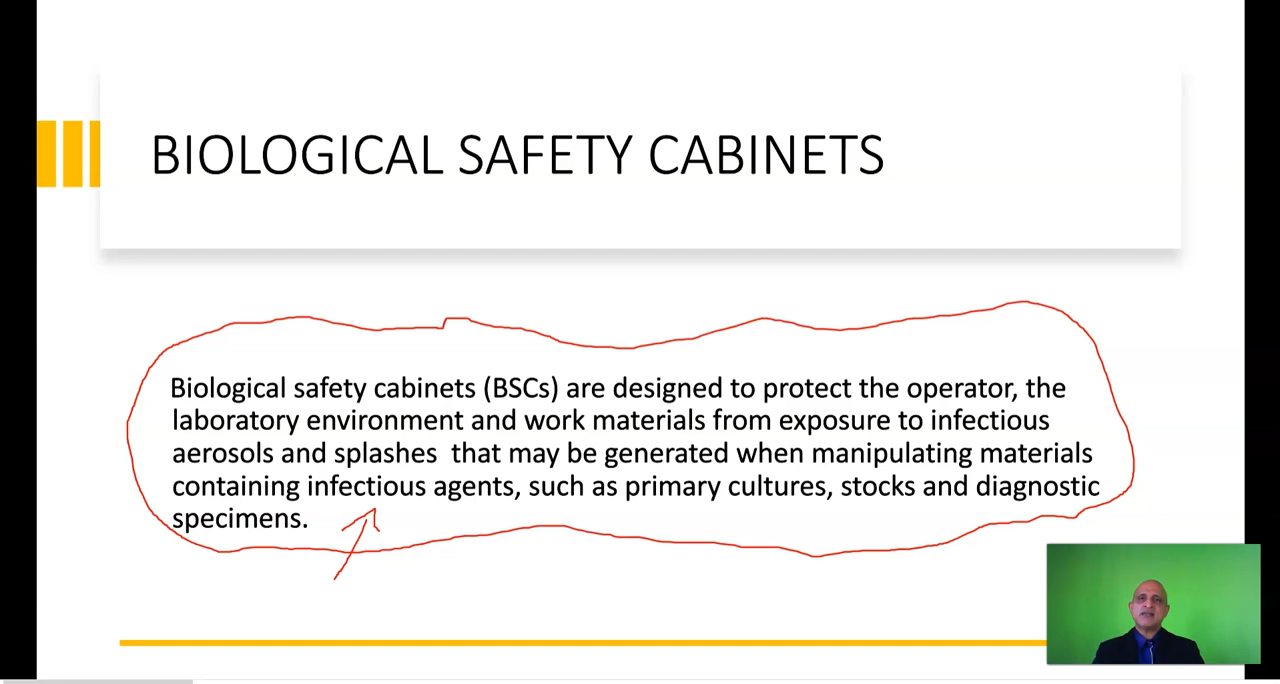 BIOLOGICAL SAFETY CABINETS
Biological safety cabinets (BSCs) are designed to protect the operator, the
laboratory environment and work materials from exposure to infectious
aerosols and splashes  that may be generated when manipulating materials
containing infectious agents, such as primary cultures, stocks and diagnostic
specimens.